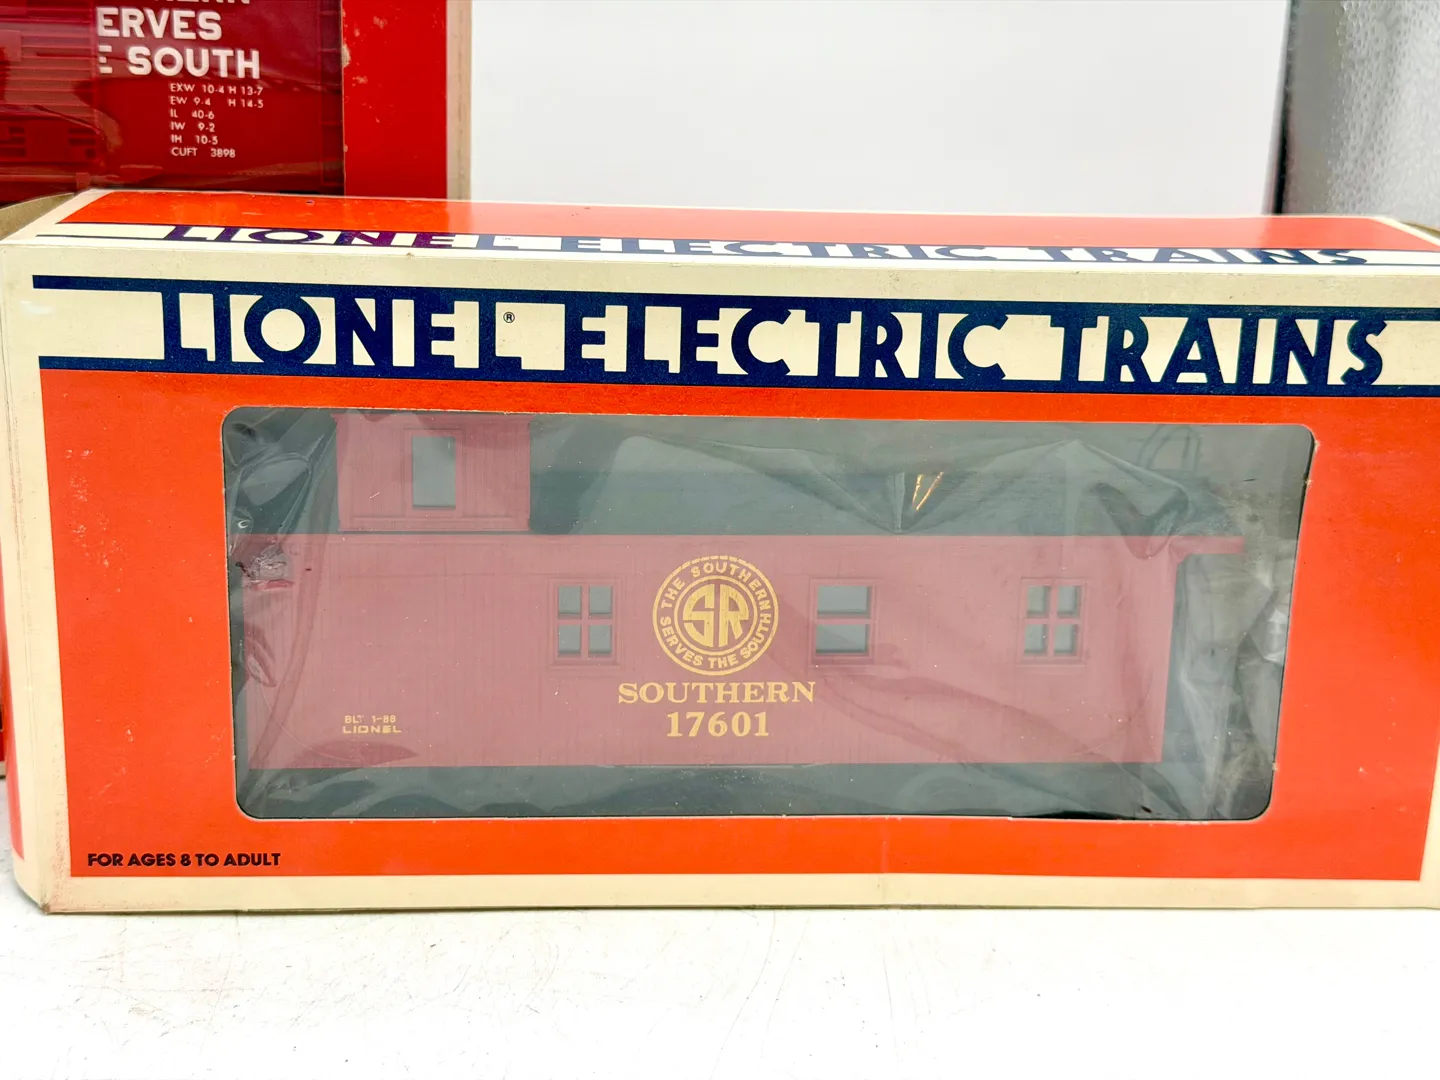 ERVES
E SOUTH
EXW 10-4 H 13-7
EW 9-4 H 14-5
IL 40-6
IW 9-2
IH 10-5
CUFT 3898
LIONEL® ELECTRIC TRAINS
LIONEL® ELECTRIC TRAINS
THE SOUTHERN
SR
SERVES THE SOUTH
SOUTHERN
17601
BLT 1-88
LIONEL
FOR AGES 8 TO ADULT